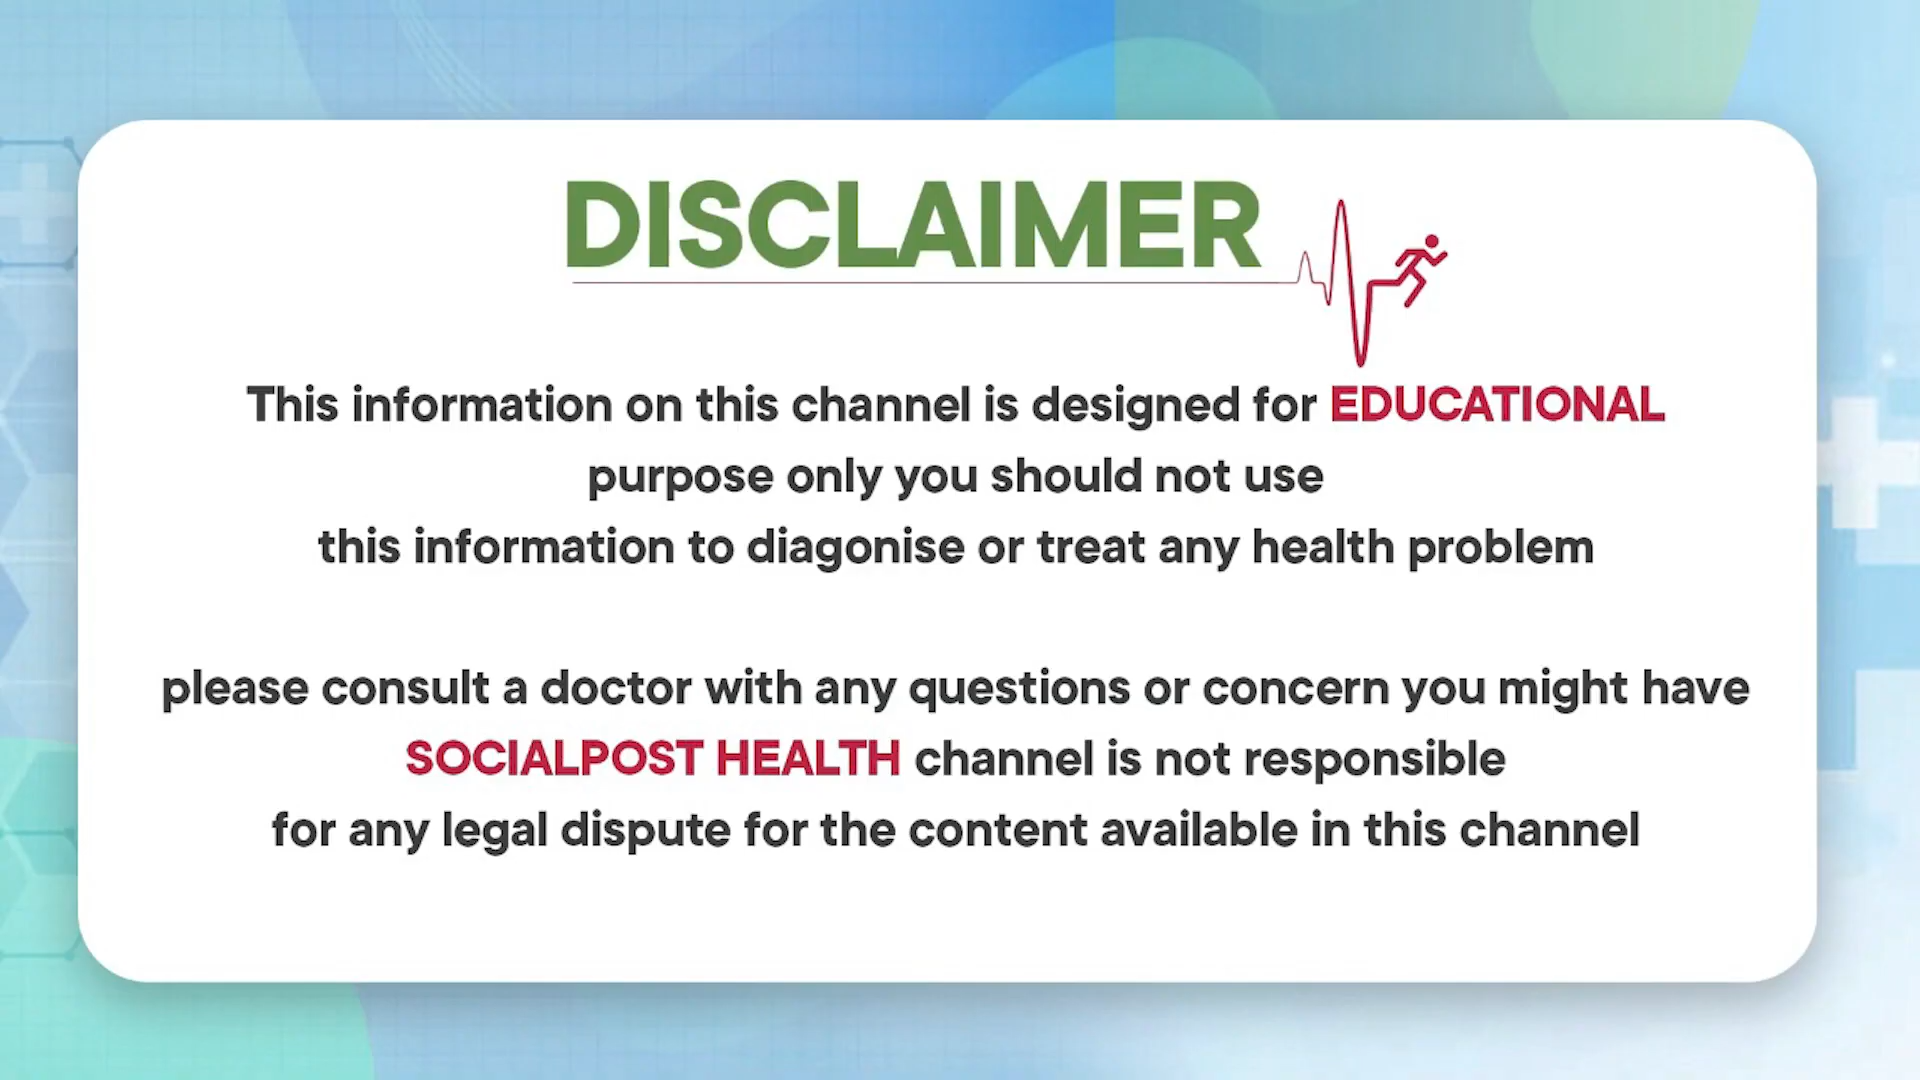 DISCLAIMER
This information on this channel is designed for EDUCATIONAL
purpose only you should not use
this information to diagonise or treat any health problem
please consult a doctor with any questions or concern you might have
SOCIALPOST HEALTH channel is not responsible
for any legal dispute for the content available in this channel